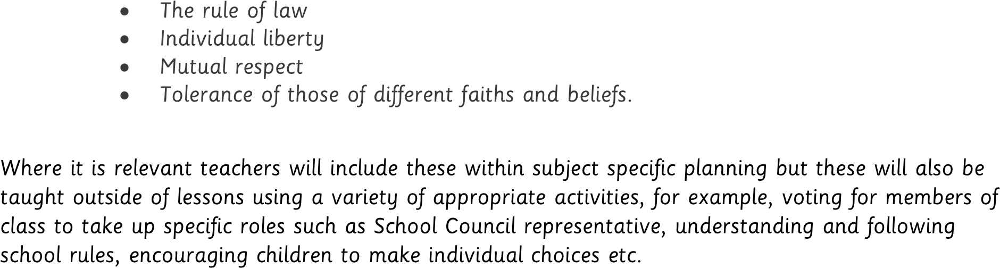 • The rule of law
• Individual liberty
• Mutual respect
• Tolerance of those of different faiths and beliefs.
Where it is relevant teachers will include these within subject specific planning but these will also be
taught outside of lessons using a variety of appropriate activities, for example, voting for members of
class to take up specific roles such as School Council representative, understanding and following
school rules, encouraging children to make individual choices etc.